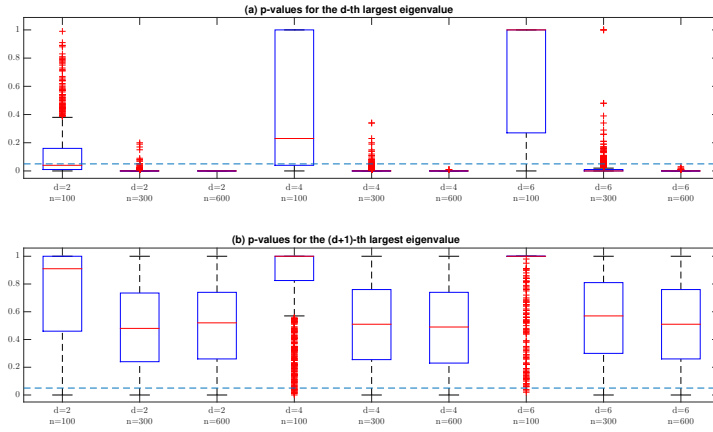 (a) p-values for the d-th largest eigenvalue
1
0.8
0.6
0.4
0.2
0
d=2 d=2 d=2 d=4 d=4 d=4 d=6 d=6 d=6
n=100 n=300 n=600 n=100 n=300 n=600 n=100 n=300 n=600
(b) p-values for the (d+1)-th largest eigenvalue
1
0.8
0.6
0.4
0.2
0
d=2 d=2 d=2 d=4 d=4 d=4 d=6 d=6 d=6
n=100 n=300 n=600 n=100 n=300 n=600 n=100 n=300 n=600